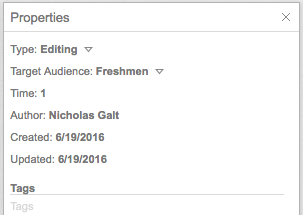 Properties
Type: Editing
Target Audience: Freshmen
Time: 1
Author: Nicholas Galt
Created: 6/19/2016
Updated: 6/19/2016
Tags
Tags